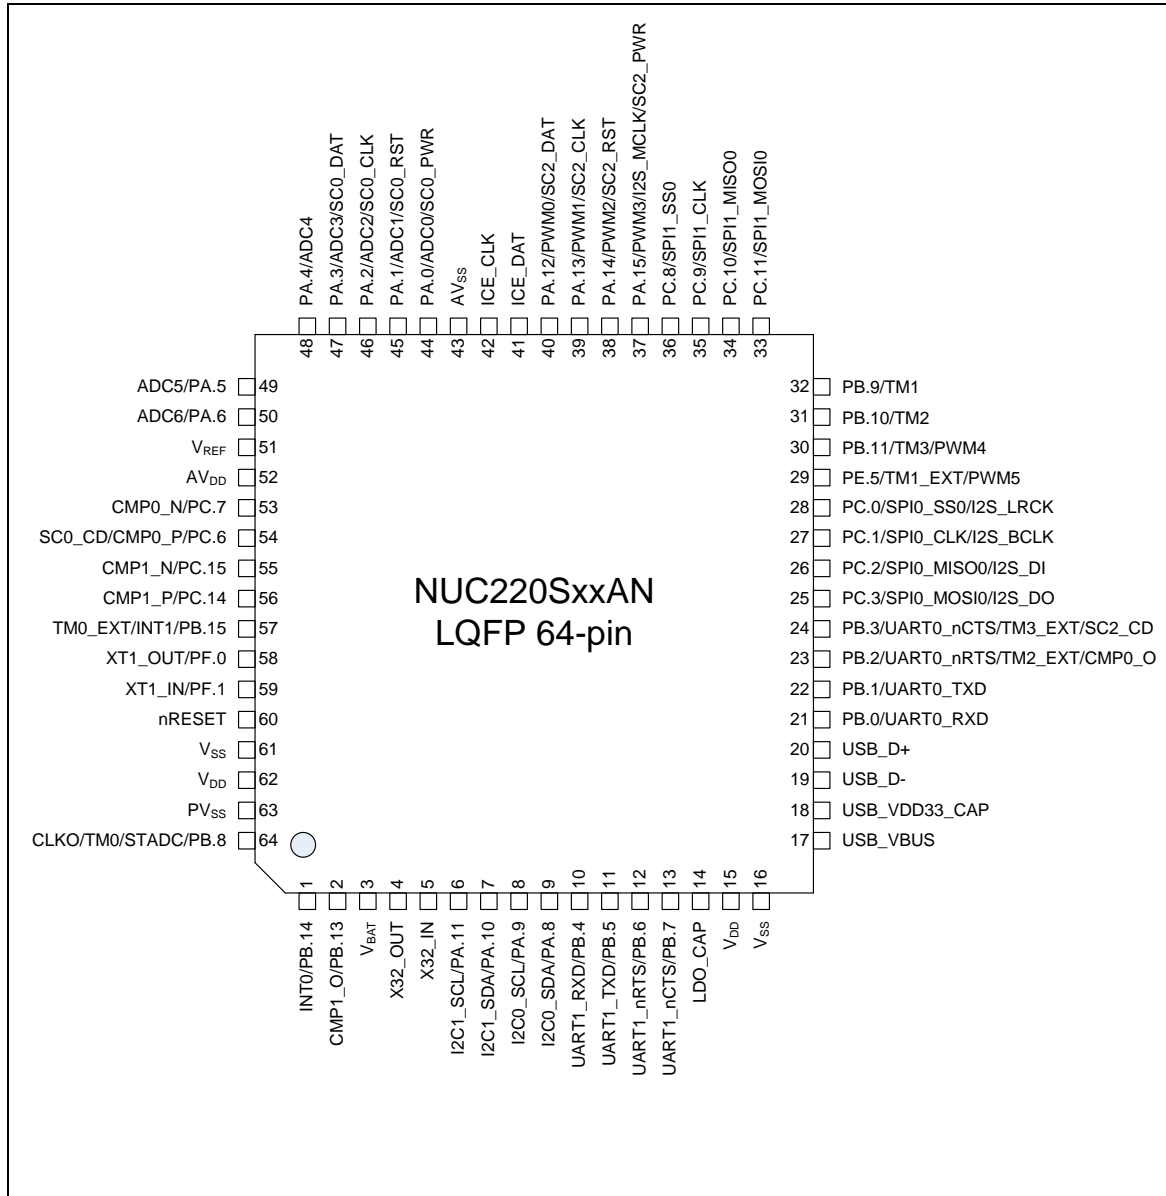 PA.4/ADC4
PA.3/ADC3/SC0_DAT
PA.2/ADC2/SC0_CLK
PA.1/ADC1/SC0_RST
PA.0/ADC0/SC0_PWR
AVSS
ICE_CLK
ICE_DAT
PA.12/PWM0/SC2_DAT
PA.13/PWM1/SC2_CLK
PA.14/PWM2/SC2_RST
PA.15/PWM3/I2S_MCLK/SC2_PWR
PC.8/SPI1_SS0
PC.9/SPI1_CLK
PC.10/SPI1_MISO0
PC.11/SPI1_MOSI0
48
47
46
45
44
43
42
41
40
39
38
37
36
35
34
33
ADC5/PA.5 49
ADC6/PA.6 50
VREF 51
AVDD 52
CMP0_N/PC.7 53
SC0_CD/CMP0_P/PC.6 54
CMP1_N/PC.15 55
CMP1_P/PC.14 56
TM0_EXT/INT1/PB.15 57
XT1_OUT/PF.0 58
XT1_IN/PF.1 59
nRESET 60
VSS 61
VDD 62
PVSS 63
CLKO/TM0/STADC/PB.8 64
NUC220SxxAN
LQFP 64-pin
32 PB.9/TM1
31 PB.10/TM2
30 PB.11/TM3/PWM4
29 PE.5/TM1_EXT/PWM5
28 PC.0/SPI0_SS0/I2S_LRCK
27 PC.1/SPI0_CLK/I2S_BCLK
26 PC.2/SPI0_MISO0/I2S_DI
25 PC.3/SPI0_MOSI0/I2S_DO
24 PB.3/UART0_nCTS/TM3_EXT/SC2_CD
23 PB.2/UART0_nRTS/TM2_EXT/CMP0_O
22 PB.1/UART0_TXD
21 PB.0/UART0_RXD
20 USB_D+
19 USB_D-
18 USB_VDD33_CAP
17 USB_VBUS
1
2
3
4
5
6
7
8
9
10
11
12
13
14
15
16
INT0/PB.14
CMP1_O/PB.13
VBAT
X32_OUT
X32_IN
I2C1_SCL/PA.11
I2C1_SDA/PA.10
I2C0_SCL/PA.9
I2C0_SDA/PA.8
UART1_RXD/PB.4
UART1_TXD/PB.5
UART1_nRTS/PB.6
UART1_nCTS/PB.7
LDO_CAP
VDD
VSS